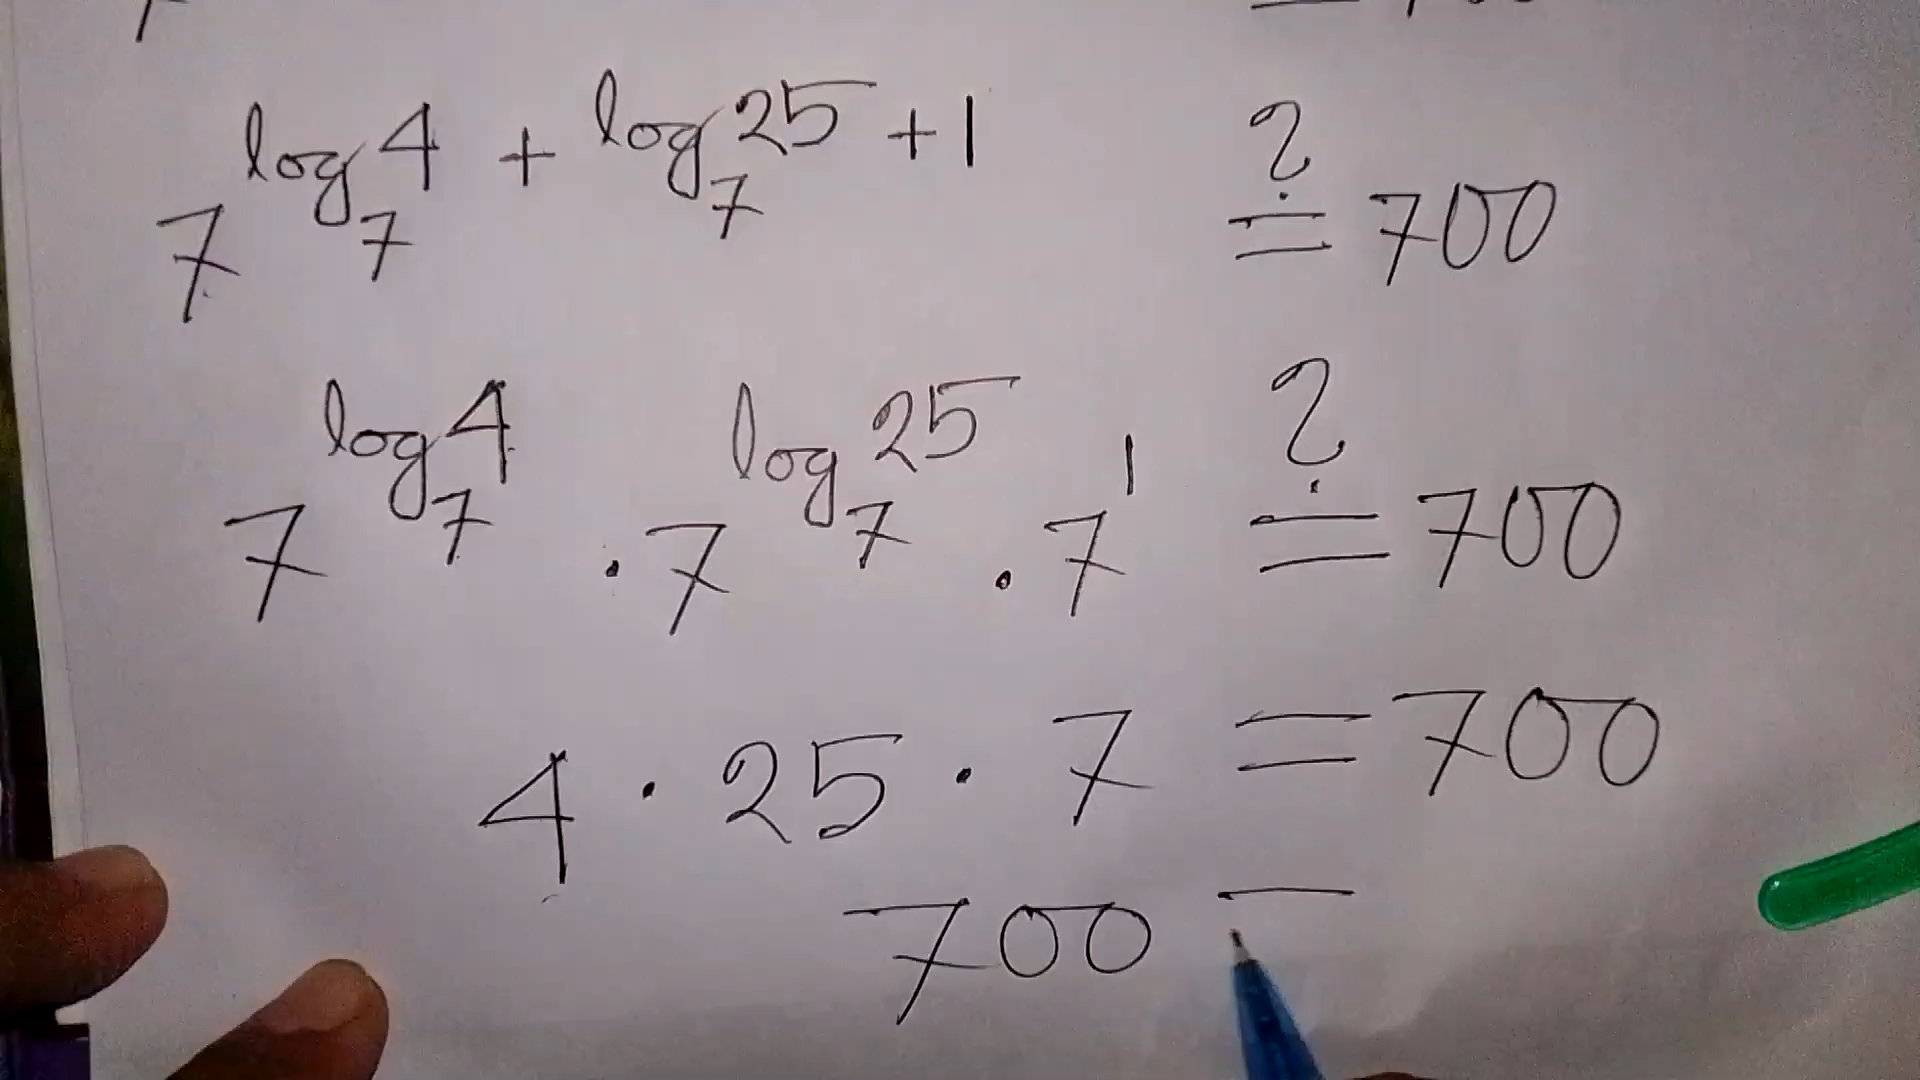 7^{log_7 4 + log_7 25 + 1} ≟ 700
7^{log_7 4} · 7^{log_7 25} · 7^1 ≟ 700
4 · 25 · 7 = 700
700